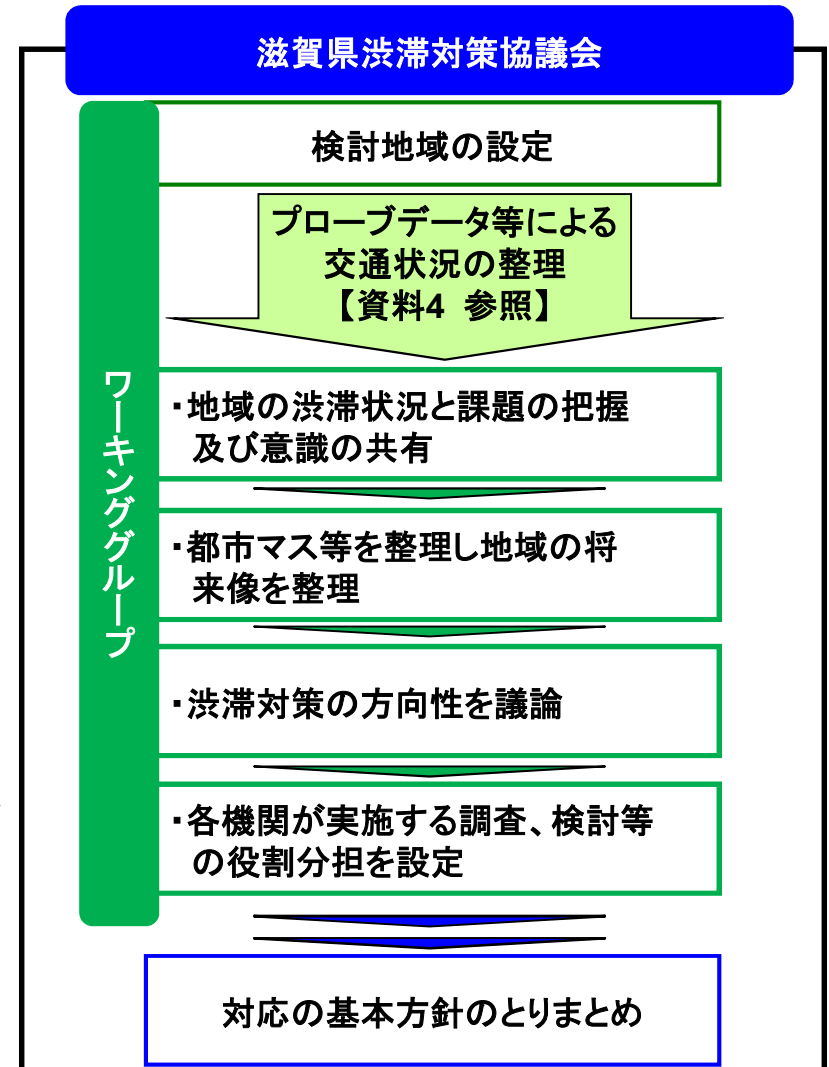 滋賀県渋滞対策協議会
検討地域の設定
プローブデータ等による
交通状況の整理
【資料4 参照】
ワーキンググループ
・地域の渋滞状況と課題の把握
及び意識の共有
・都市マス等を整理し地域の将
来像を整理
・渋滞対策の方向性を議論
・各機関が実施する調査、検討等
の役割分担を設定
対応の基本方針のとりまとめ